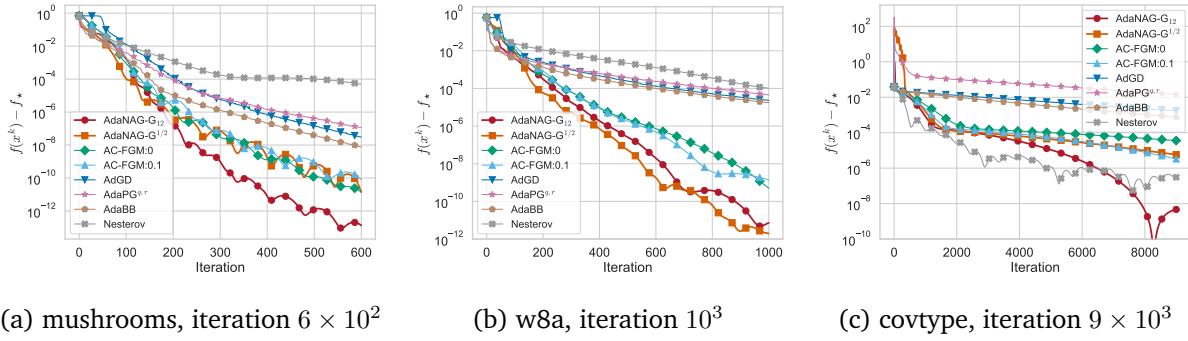 f(x^k) − f⋆
10^0
10^−2
10^−4
10^−6
10^−8
10^−10
10^−12
AdaNAG-G_12
AdaNAG-G^1/2
AC-FGM:0
AC-FGM:0.1
AdGD
AdaPG^q,r
AdaBB
Nesterov
0 100 200 300 400 500 600
Iteration
(a) mushrooms, iteration 6 × 10^2
f(x^k) − f⋆
10^0
10^−2
10^−4
10^−6
10^−8
10^−10
10^−12
AdaNAG-G_12
AdaNAG-G^1/2
AC-FGM:0
AC-FGM:0.1
AdGD
AdaPG^q,r
AdaBB
Nesterov
0 200 400 600 800 1000
Iteration
(b) w8a, iteration 10^3
f(x^k) − f⋆
10^2
10^0
10^−2
10^−4
10^−6
10^−8
10^−10
AdaNAG-G_12
AdaNAG-G^1/2
AC-FGM:0
AC-FGM:0.1
AdGD
AdaPG^q,r
AdaBB
Nesterov
0 2000 4000 6000 8000
Iteration
(c) covtype, iteration 9 × 10^3